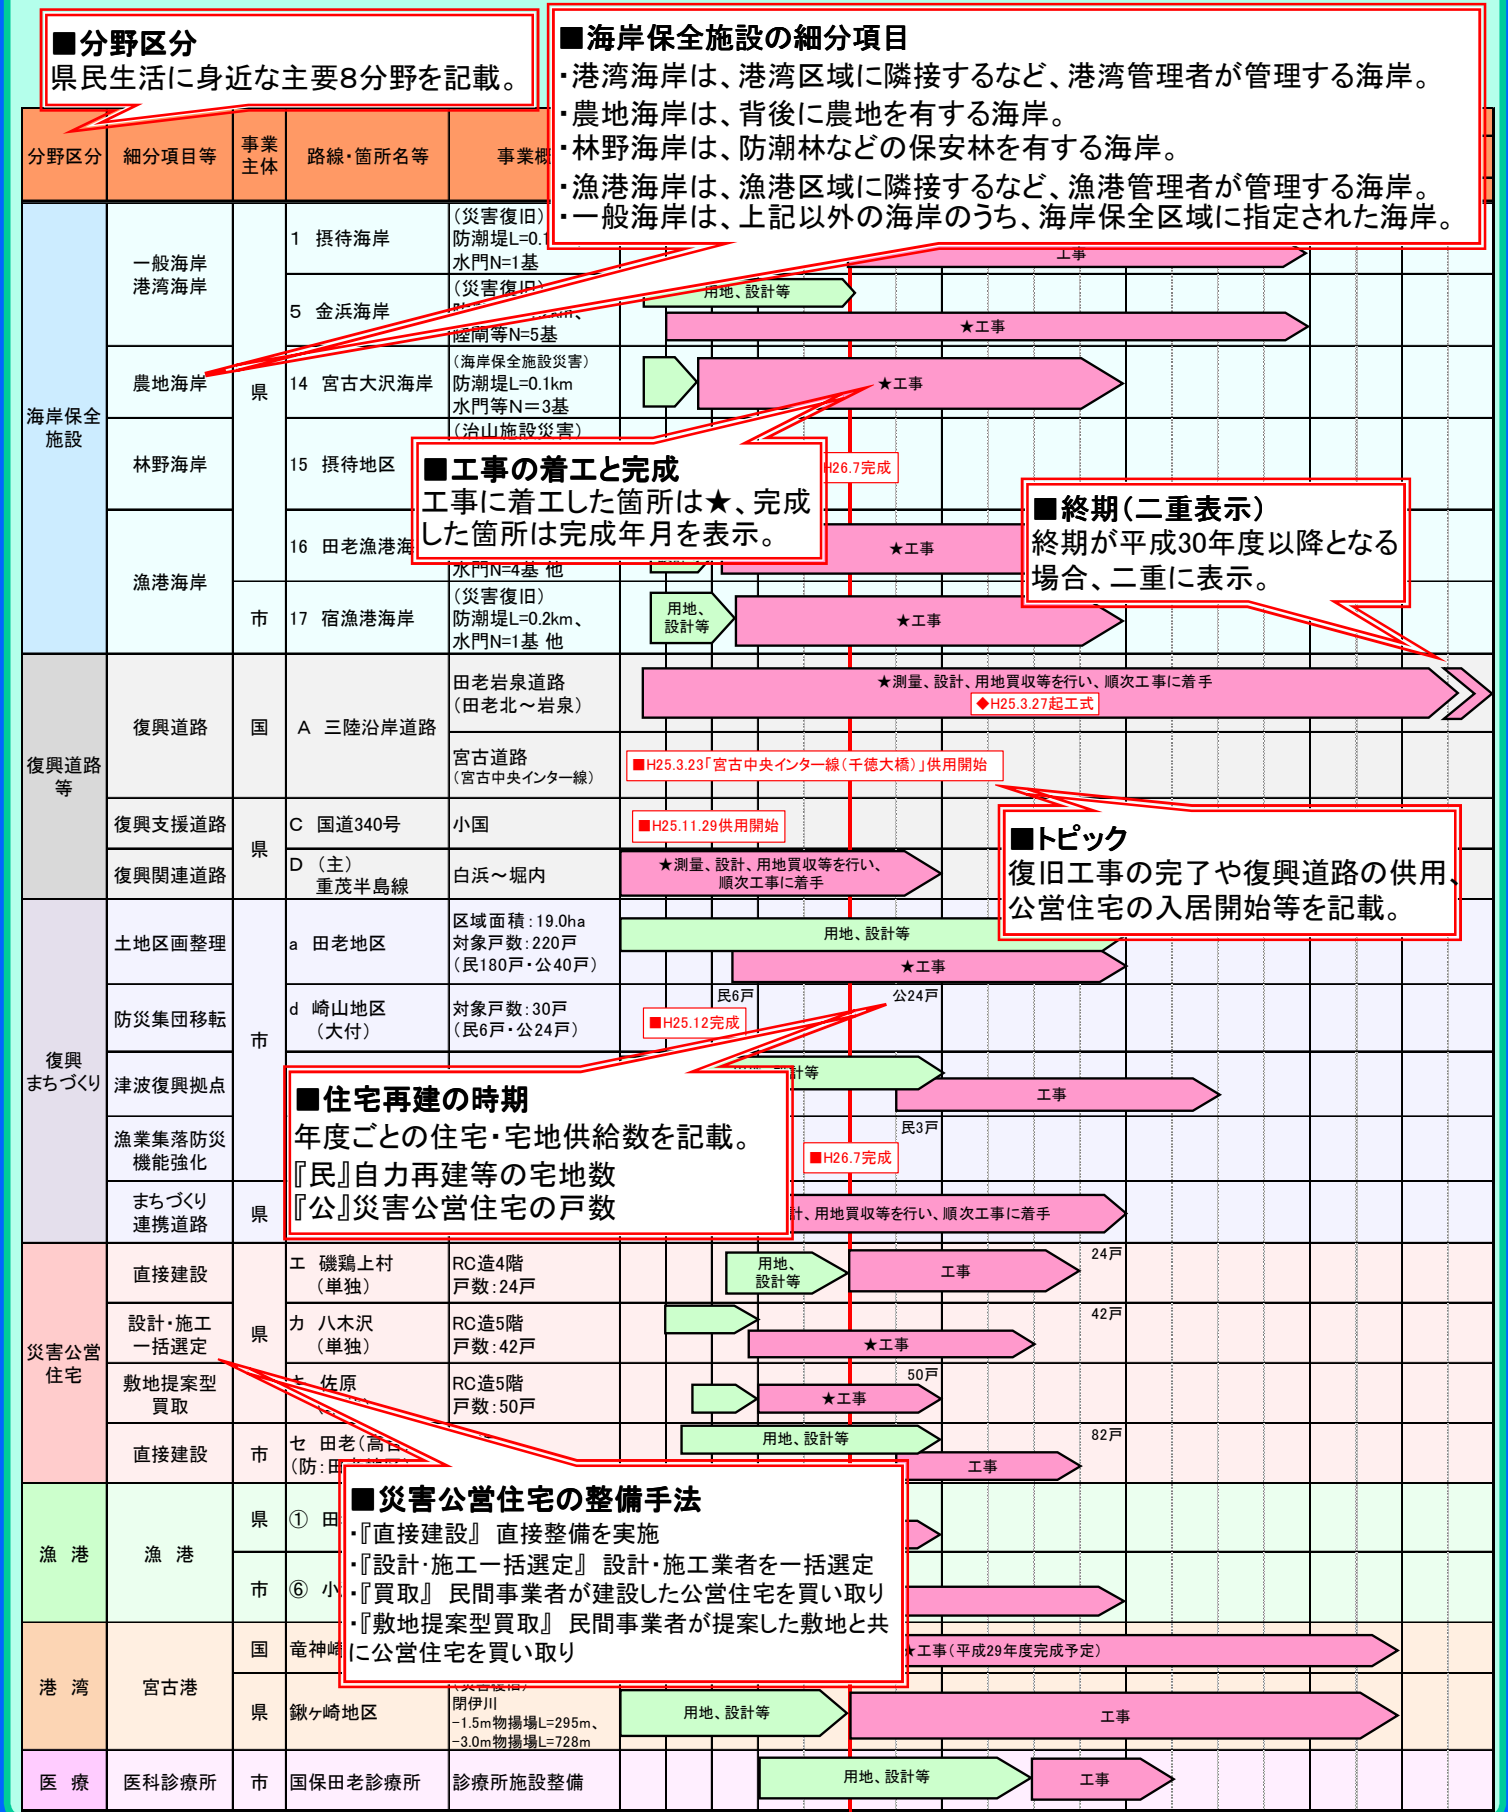 ■分野区分
県民生活に身近な主要8分野を記載。
■海岸保全施設の細分項目
・港湾海岸は、港湾区域に隣接するなど、港湾管理者が管理する海岸。
・農地海岸は、背後に農地を有する海岸。
・林野海岸は、防潮林などの保安林を有する海岸。
・漁港海岸は、漁港区域に隣接するなど、漁港管理者が管理する海岸。
・一般海岸は、上記以外の海岸のうち、海岸保全区域に指定された海岸。
分野区分
細分項目等
事業
主体
路線・箇所名等
事業概
海岸保全
施設
一般海岸
港湾海岸
県
1 摂待海岸
(災害復旧)
防潮堤L=0.1
水門N=1基
工事
5 金浜海岸
(災害復旧)
陸閘等N=5基
用地、設計等
★工事
農地海岸
14 宮古大沢海岸
(海岸保全施設災害)
防潮堤L=0.1km
水門等N=3基
★工事
林野海岸
15 摂待地区
(治山施設災害)
H26.7完成
■工事の着工と完成
工事に着工した箇所は★、完成
した箇所は完成年月を表示。
■終期(二重表示)
終期が平成30年度以降となる
場合、二重に表示。
漁港海岸
16 田老漁港海
水門N=4基 他
★工事
市
17 宿漁港海岸
(災害復旧)
防潮堤L=0.2km、
水門N=1基 他
用地、
設計等
★工事
復興道路
等
復興道路
国
A 三陸沿岸道路
田老岩泉道路
(田老北~岩泉)
★測量、設計、用地買収等を行い、順次工事に着手
◆H25.3.27起工式
宮古道路
(宮古中央インター線)
■H25.3.23「宮古中央インター線(千徳大橋)」供用開始
復興支援道路
県
C 国道340号
小国
■H25.11.29供用開始
■トピック
復旧工事の完了や復興道路の供用、
公営住宅の入居開始等を記載。
復興関連道路
D (主)
重茂半島線
白浜~堀内
★測量、設計、用地買収等を行い、
順次工事に着手
復興
まちづくり
土地区画整理
市
a 田老地区
区域面積:19.0ha
対象戸数:220戸
(民180戸・公40戸)
用地、設計等
★工事
防災集団移転
d 崎山地区
(大付)
対象戸数:30戸
(民6戸・公24戸)
民6戸
■H25.12完成
公24戸
津波復興拠点
計等
工事
■住宅再建の時期
年度ごとの住宅・宅地供給数を記載。
『民』自力再建等の宅地数
『公』災害公営住宅の戸数
漁業集落防災
機能強化
民3戸
■H26.7完成
まちづくり
連携道路
県
計、用地買収等を行い、順次工事に着手
災害公営
住宅
直接建設
県
エ 磯鶏上村
(単独)
RC造4階
戸数:24戸
用地、
設計等
工事
24戸
設計・施工
一括選定
カ 八木沢
(単独)
RC造5階
戸数:42戸
★工事
42戸
敷地提案型
買取
佐原
RC造5階
戸数:50戸
★工事
50戸
直接建設
市
セ 田老(高台
(防:田
用地、設計等
工事
82戸
■災害公営住宅の整備手法
・『直接建設』 直接整備を実施
・『設計・施工一括選定』 設計・施工業者を一括選定
・『買取』 民間事業者が建設した公営住宅を買い取り
・『敷地提案型買取』 民間事業者が提案した敷地と共
に公営住宅を買い取り
漁 港
漁 港
県
① 田
市
⑥ 小
港 湾
宮古港
国
竜神崎
★工事(平成29年度完成予定)
県
鍬ヶ崎地区
閉伊川
-1.5m物揚場L=295m、
-3.0m物揚場L=728m
用地、設計等
工事
医 療
医科診療所
市
国保田老診療所
診療所施設整備
用地、設計等
工事